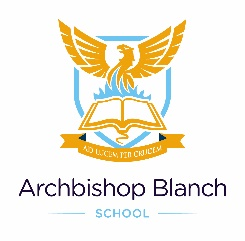 AD LUCEM PER CRUCEM
Archbishop Blanch
SCHOOL